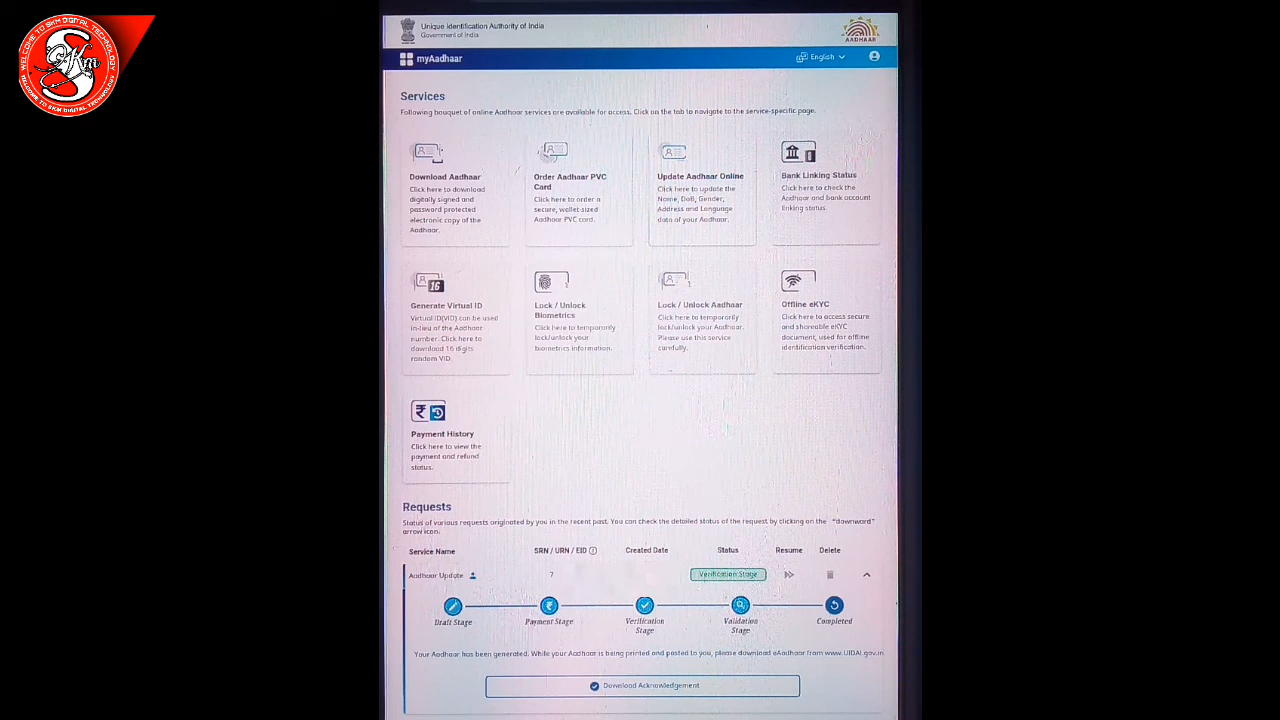 WELCOME TO SKM DIGITAL TECHNOLOGY
WELCOME TO SKM DIGITAL TECHNOLOGY
SKm
Unique Identification Authority of India
Government of India
AADHAAR
myAadhaar
English
Services
Following bouquet of online Aadhaar services are available for access. Click on the tab to navigate to the service-specific page.
Download Aadhaar
Click here to download
digitally signed and
password protected
electronic copy of the
Aadhaar.
Order Aadhaar PVC
Card
Click here to order a
secure, wallet-sized
Aadhaar PVC card.
Update Aadhaar Online
Click here to update the
Name, DoB, Gender,
Address and Language
data of your Aadhaar.
Bank Linking Status
Click here to check the
Aadhaar and bank account
linking status.
16
Generate Virtual ID
Virtual ID(VID) can be used
in-lieu of the Aadhaar
number. Click here to
download 16 digits
random VID.
Lock / Unlock
Biometrics
Click here to temporarily
lock/unlock your
biometrics information.
Lock / Unlock Aadhaar
Click here to temporarily
lock/unlock your Aadhaar.
Please use this service
carefully.
Offline eKYC
Click here to access secure
and shareable eKYC
document, used for offline
identification verification.
₹
Payment History
Click here to view the
payment and refund
status.
Requests
Status of various requests originated by you in the recent past. You can check the detailed status of the request by clicking on the "downward"
arrow icon.
Service Name SRN / URN / EID Created Date Status Resume Delete
Aadhaar Update 7 Verification Stage
₹
Draft Stage Payment Stage Verification Stage Validation Stage Completed
Your Aadhaar has been generated. While your Aadhaar is being printed and posted to you, please download eAadhaar from www.UIDAI.gov.in
Download Acknowledgement